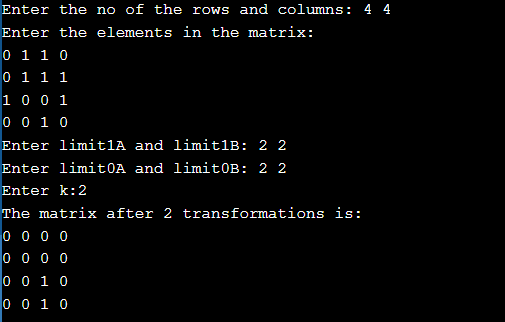 Enter the no of the rows and columns: 4 4
Enter the elements in the matrix:
0 1 1 0
0 1 1 1
1 0 0 1
0 0 1 0
Enter limit1A and limit1B: 2 2
Enter limit0A and limit0B: 2 2
Enter k:2
The matrix after 2 transformations is:
0 0 0 0
0 0 0 0
0 0 1 0
0 0 1 0